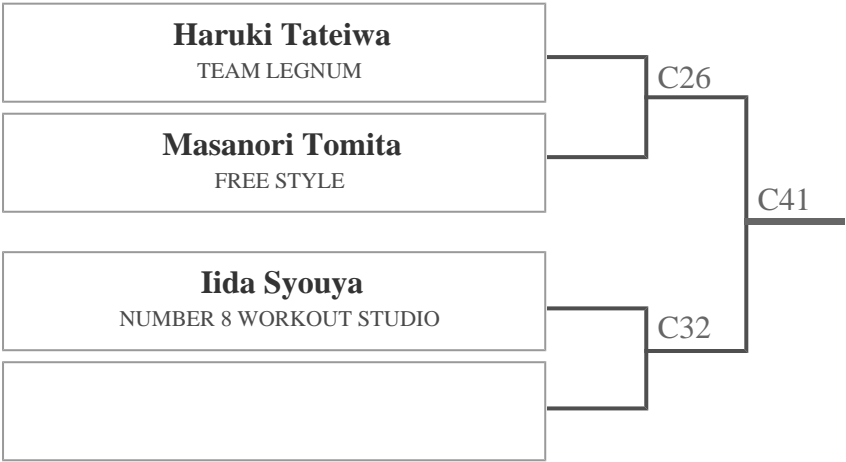 Haruki Tateiwa
TEAM LEGNUM
C26
Masanori Tomita
FREE STYLE
C41
Iida Syouya
NUMBER 8 WORKOUT STUDIO
C32